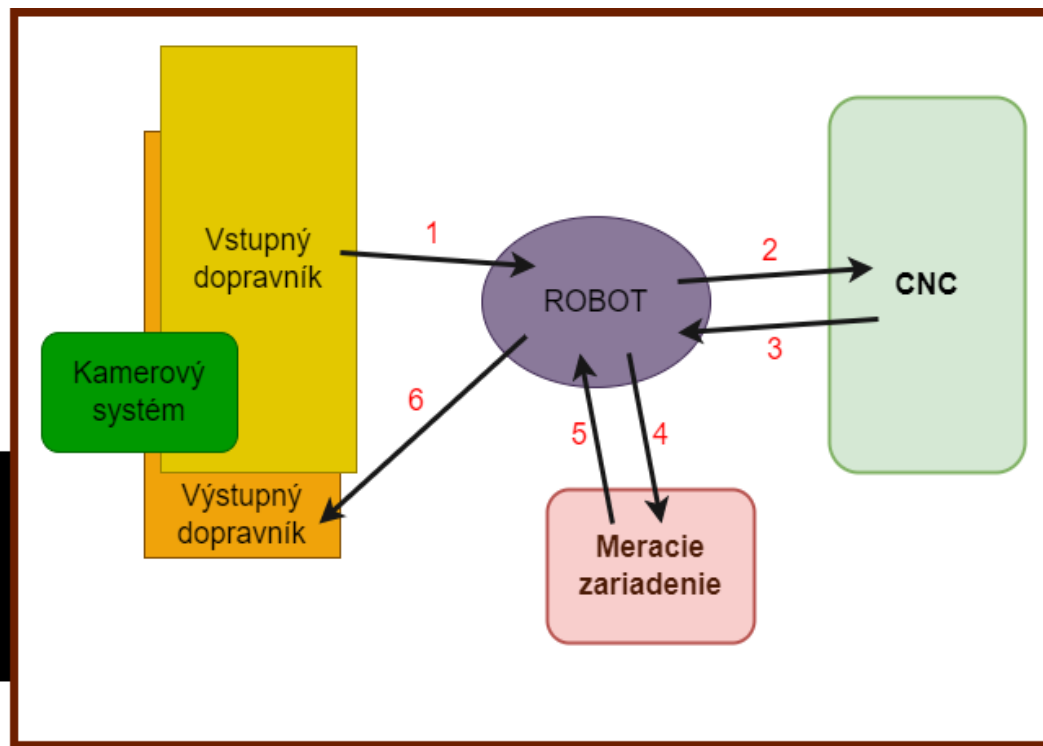 Vstupný
dopravník
1
ROBOT
2
CNC
3
Kamerový
systém
6
5
4
Výstupný
dopravník
Meracie
zariadenie